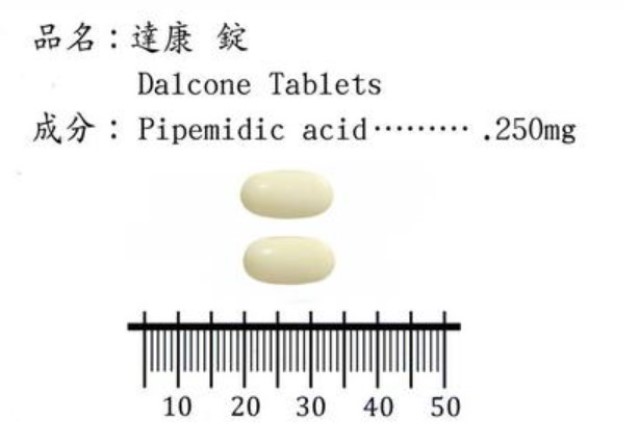 品名：達康 錠
Dalcone Tablets
成分：Pipemidic acid⋯⋯⋯ .250mg
10 20 30 40 50